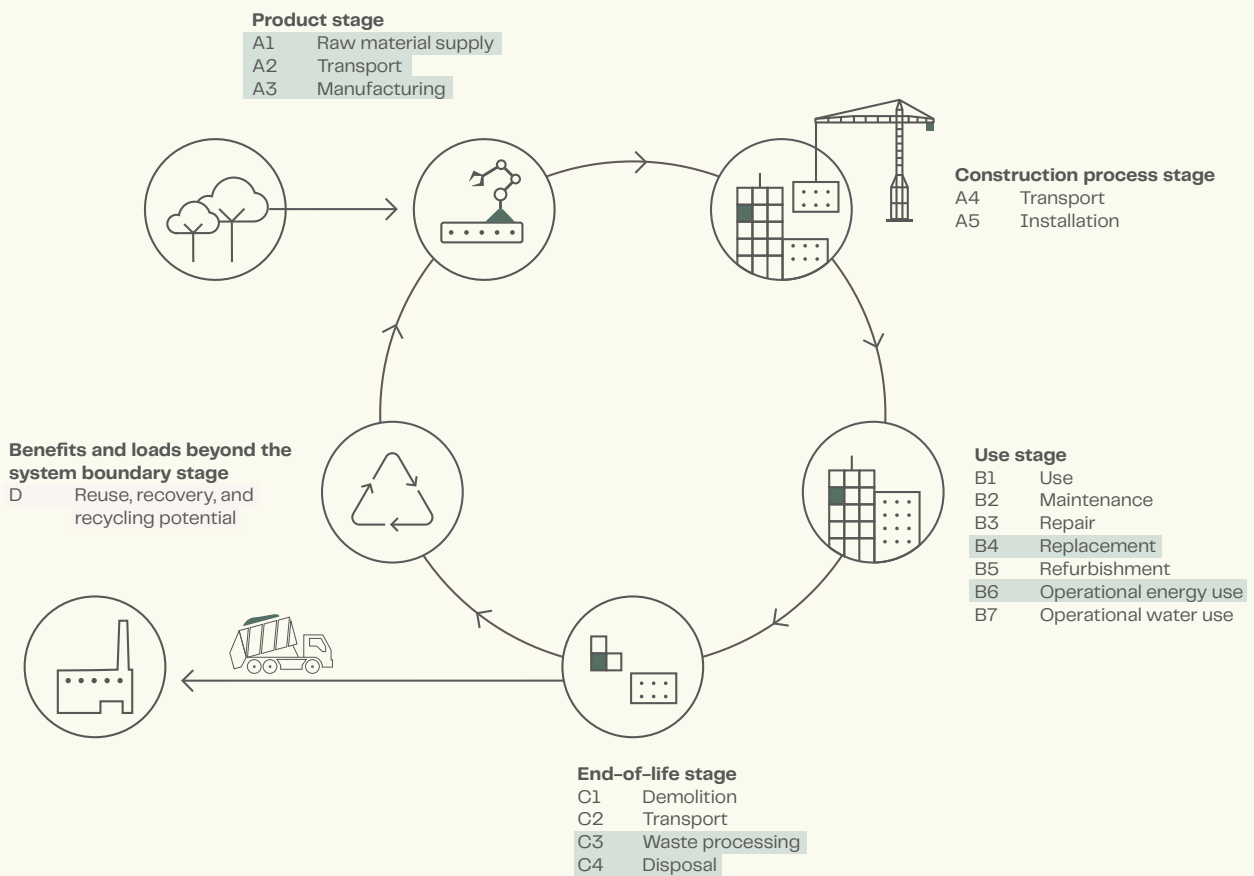 Product stage
A1 Raw material supply
A2 Transport
A3 Manufacturing
Construction process stage
A4 Transport
A5 Installation
Benefits and loads beyond the
system boundary stage
D Reuse, recovery, and
recycling potential
Use stage
B1 Use
B2 Maintenance
B3 Repair
B4 Replacement
B5 Refurbishment
B6 Operational energy use
B7 Operational water use
End-of-life stage
C1 Demolition
C2 Transport
C3 Waste processing
C4 Disposal